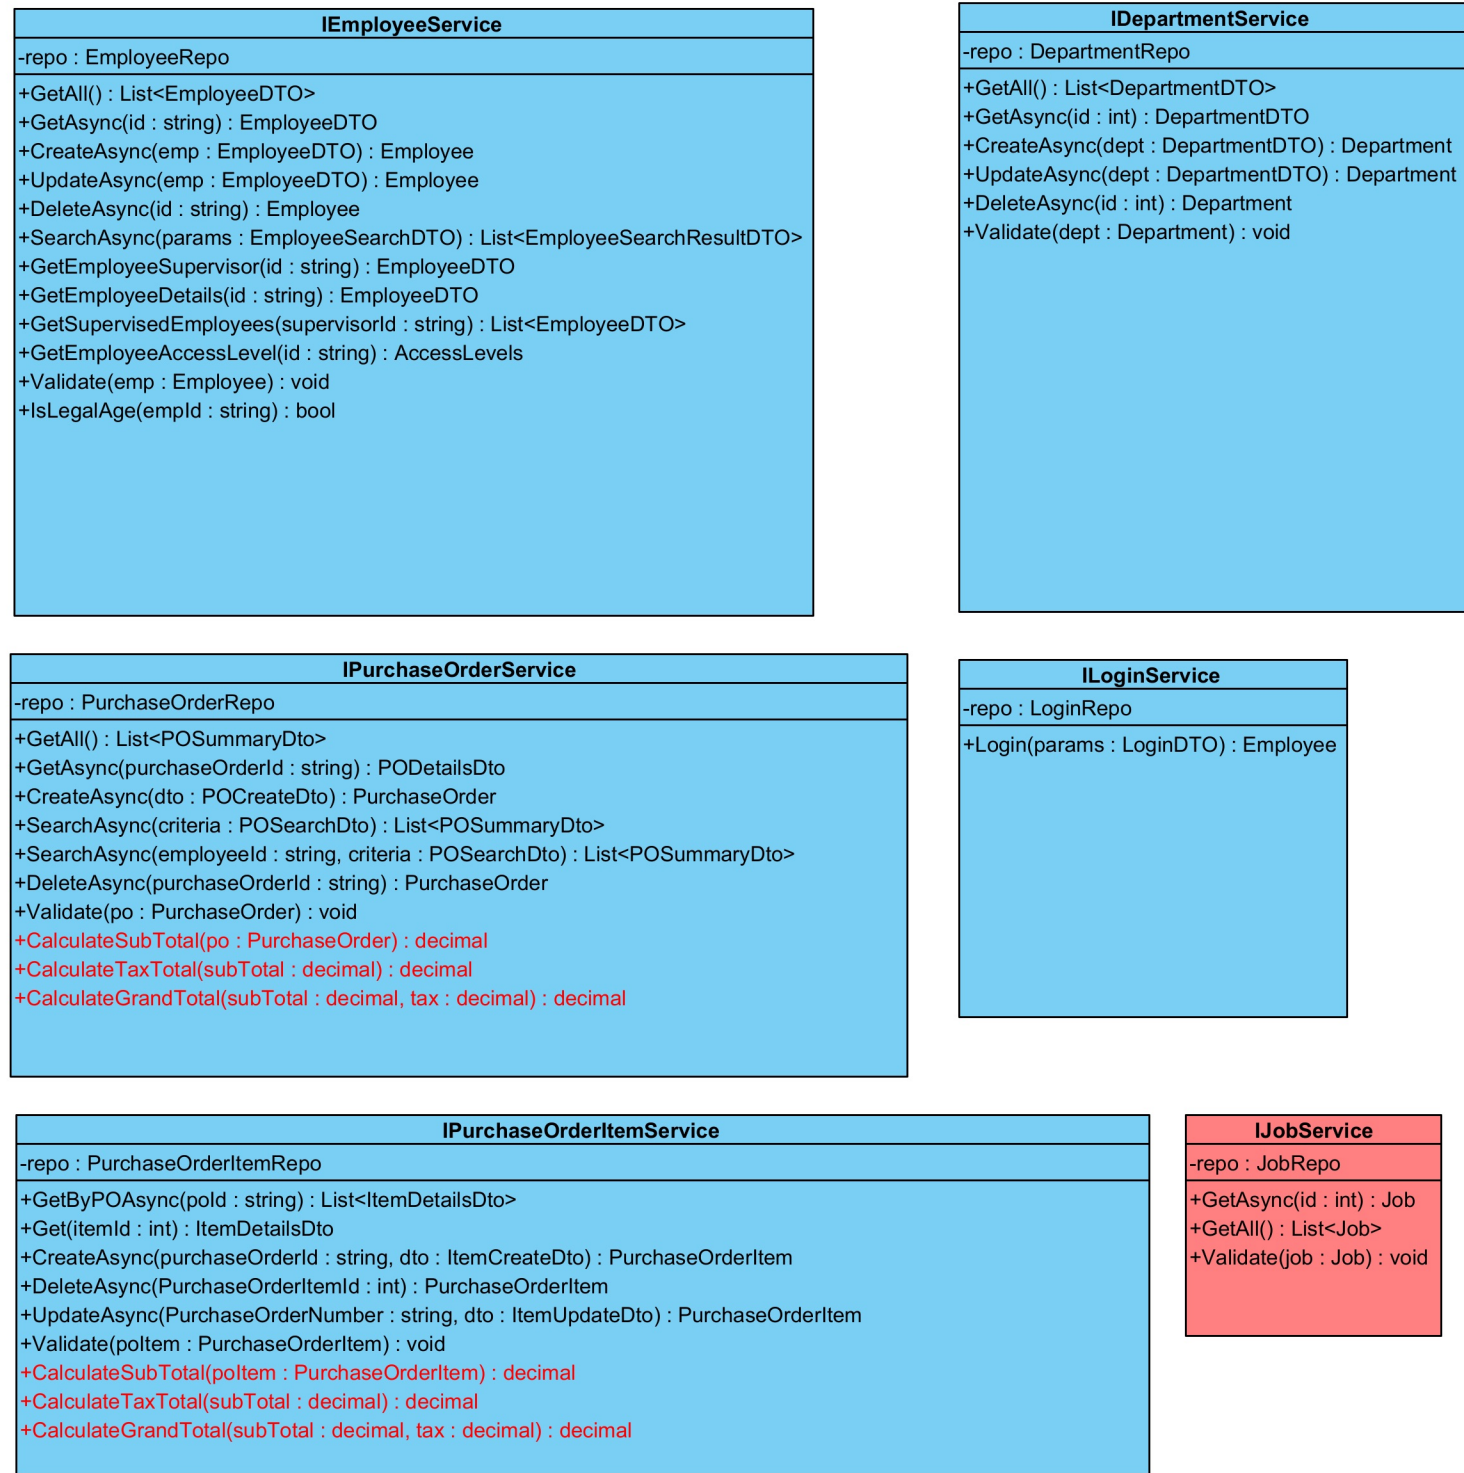 IEmployeeService
-repo : EmployeeRepo
+GetAll() : List<EmployeeDTO>
+GetAsync(id : string) : EmployeeDTO
+CreateAsync(emp : EmployeeDTO) : Employee
+UpdateAsync(emp : EmployeeDTO) : Employee
+DeleteAsync(id : string) : Employee
+SearchAsync(params : EmployeeSearchDTO) : List<EmployeeSearchResultDTO>
+GetEmployeeSupervisor(id : string) : EmployeeDTO
+GetEmployeeDetails(id : string) : EmployeeDTO
+GetSupervisedEmployees(supervisorId : string) : List<EmployeeDTO>
+GetEmployeeAccessLevel(id : string) : AccessLevels
+Validate(emp : Employee) : void
+IsLegalAge(empId : string) : bool
IDepartmentService
-repo : DepartmentRepo
+GetAll() : List<DepartmentDTO>
+GetAsync(id : int) : DepartmentDTO
+CreateAsync(dept : DepartmentDTO) : Department
+UpdateAsync(dept : DepartmentDTO) : Department
+DeleteAsync(id : int) : Department
+Validate(dept : Department) : void
IPurchaseOrderService
-repo : PurchaseOrderRepo
+GetAll() : List<POSummaryDto>
+GetAsync(purchaseOrderId : string) : PODetailsDto
+CreateAsync(dto : POCreateDto) : PurchaseOrder
+SearchAsync(criteria : POSearchDto) : List<POSummaryDto>
+SearchAsync(employeeId : string, criteria : POSearchDto) : List<POSummaryDto>
+DeleteAsync(purchaseOrderId : string) : PurchaseOrder
+Validate(po : PurchaseOrder) : void
+CalculateSubTotal(po : PurchaseOrder) : decimal
+CalculateTaxTotal(subTotal : decimal) : decimal
+CalculateGrandTotal(subTotal : decimal, tax : decimal) : decimal
ILoginService
-repo : LoginRepo
+Login(params : LoginDTO) : Employee
IPurchaseOrderItemService
-repo : PurchaseOrderItemRepo
+GetByPOAsync(poId : string) : List<ItemDetailsDto>
+Get(itemId : int) : ItemDetailsDto
+CreateAsync(purchaseOrderId : string, dto : ItemCreateDto) : PurchaseOrderItem
+DeleteAsync(PurchaseOrderItemId : int) : PurchaseOrderItem
+UpdateAsync(PurchaseOrderNumber : string, dto : ItemUpdateDto) : PurchaseOrderItem
+Validate(poItem : PurchaseOrderItem) : void
+CalculateSubTotal(poItem : PurchaseOrderItem) : decimal
+CalculateTaxTotal(subTotal : decimal) : decimal
+CalculateGrandTotal(subTotal : decimal, tax : decimal) : decimal
IJobService
-repo : JobRepo
+GetAsync(id : int) : Job
+GetAll() : List<Job>
+Validate(job : Job) : void